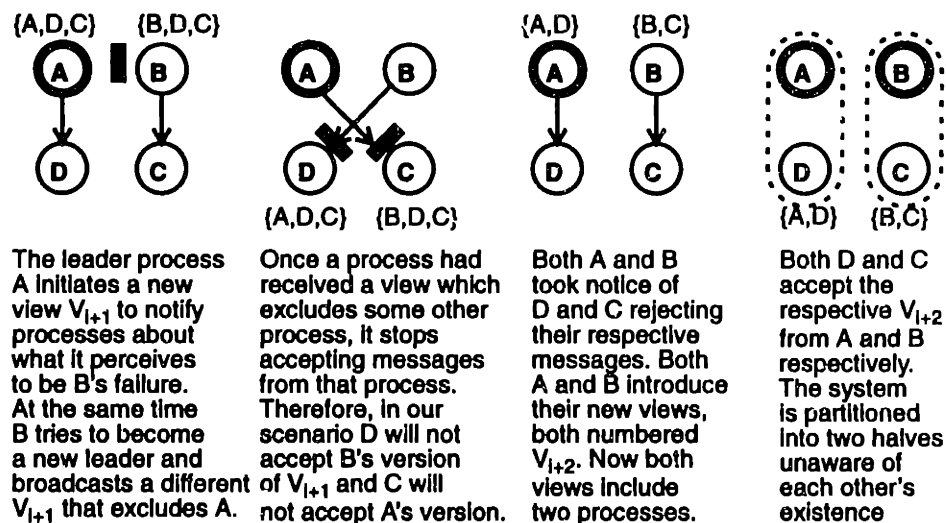 {A,D,C} {B,D,C}
A B
D C
A B
D C
{A,D,C} {B,D,C}
{A,D} {B,C}
A B
D C
A B
D C
{A,D} {B,C}
The leader process
A initiates a new
view V_{i+1} to notify
processes about
what it perceives
to be B's failure.
At the same time
B tries to become
a new leader and
broadcasts a different
V_{i+1} that excludes A.
Once a process had
received a view which
excludes some other
process, it stops
accepting messages
from that process.
Therefore, in our
scenario D will not
accept B's version
of V_{i+1} and C will
not accept A's version.
Both A and B
took notice of
D and C rejecting
their respective
messages. Both
A and B introduce
their new views,
both numbered
V_{i+2}. Now both
views include
two processes.
Both D and C
accept the
respective V_{i+2}
from A and B
respectively.
The system
is partitioned
into two halves
unaware of
each other's
existence